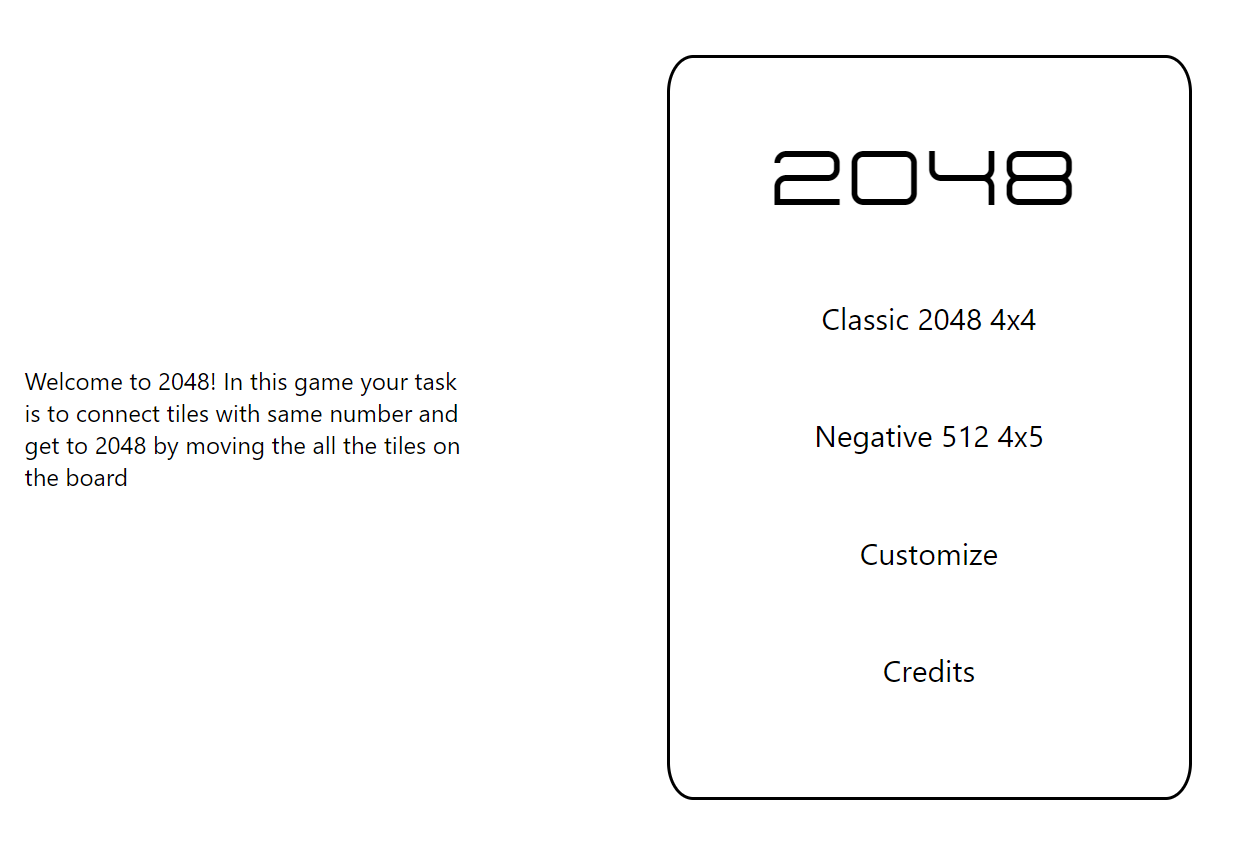 Welcome to 2048! In this game your task
is to connect tiles with same number and
get to 2048 by moving the all the tiles on
the board
2048
Classic 2048 4x4
Negative 512 4x5
Customize
Credits